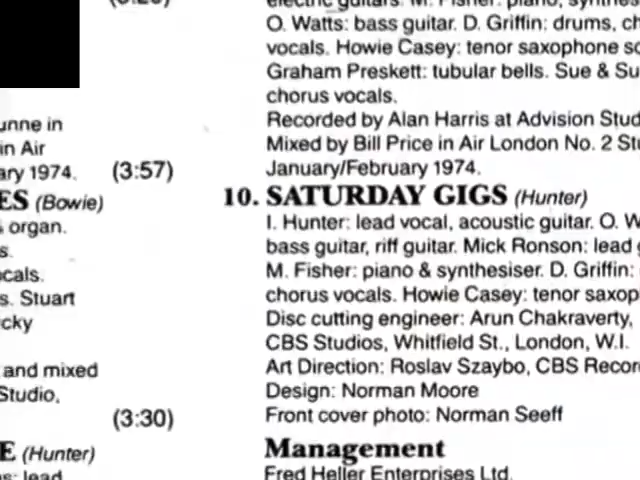 unne in
in Air
ary 1974. (3:57)
ES (Bowie)
organ.
s.
ocals.
s. Stuart
cky
and mixed
Studio,
(3:30)
E (Hunter)
lead
electric guitars. M. Fisher: piano,
O. Watts: bass guitar. D. Griffin: drums, ch
vocals. Howie Casey: tenor saxophone so
Graham Preskett: tubular bells. Sue & Su
chorus vocals.
Recorded by Alan Harris at Advision Stud
Mixed by Bill Price in Air London No. 2 Stu
January/February 1974.
10. SATURDAY GIGS (Hunter)
I. Hunter: lead vocal, acoustic guitar. O. W
bass guitar, riff guitar. Mick Ronson: lead g
M. Fisher: piano & synthesiser. D. Griffin:
chorus vocals. Howie Casey: tenor saxop
Disc cutting engineer: Arun Chakraverty,
CBS Studios, Whitfield St., London, W.I.
Art Direction: Roslav Szaybo, CBS Recor
Design: Norman Moore
Front cover photo: Norman Seeff
Management
Fred Heller Enterprises Ltd.